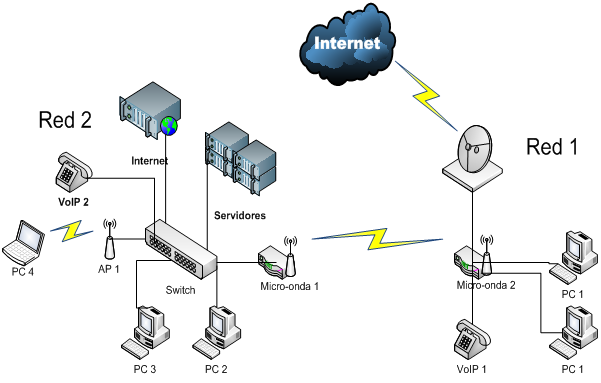 Internet
Red 2
Red 1
Internet
VoIP 2
Servidores
PC 4
AP 1
Switch
Micro-onda 1
Micro-onda 2
PC 1
PC 3
PC 2
VoIP 1
PC 1